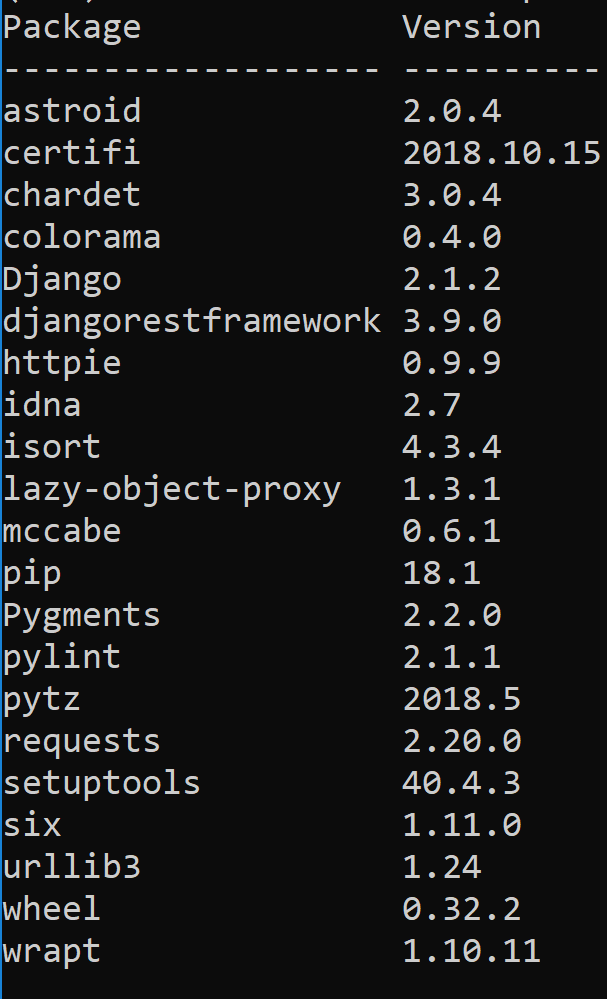 Package             Version
------------------- ----------
astroid             2.0.4
certifi             2018.10.15
chardet             3.0.4
colorama            0.4.0
Django              2.1.2
djangorestframework 3.9.0
httpie              0.9.9
idna                2.7
isort               4.3.4
lazy-object-proxy   1.3.1
mccabe              0.6.1
pip                 18.1
Pygments            2.2.0
pylint              2.1.1
pytz                2018.5
requests            2.20.0
setuptools          40.4.3
six                 1.11.0
urllib3             1.24
wheel               0.32.2
wrapt               1.10.11